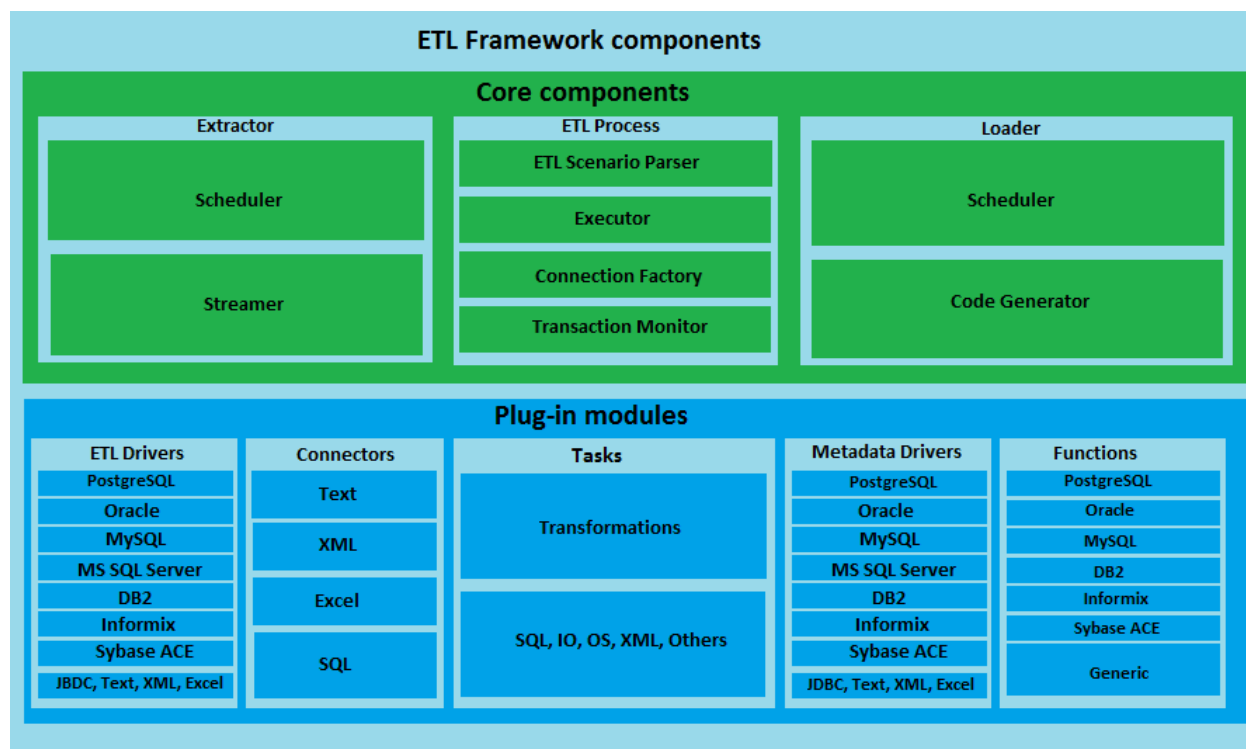 ETL Framework components
Core components
Extractor
Scheduler
Streamer
ETL Process
ETL Scenario Parser
Executor
Connection Factory
Transaction Monitor
Loader
Scheduler
Code Generator
Plug-in modules
ETL Drivers
PostgreSQL
Oracle
MySQL
MS SQL Server
DB2
Informix
Sybase ACE
JBDC, Text, XML, Excel
Connectors
Text
XML
Excel
SQL
Tasks
Transformations
SQL, IO, OS, XML, Others
Metadata Drivers
PostgreSQL
Oracle
MySQL
MS SQL Server
DB2
Informix
Sybase ACE
JDBC, Text, XML, Excel
Functions
PostgreSQL
Oracle
MySQL
DB2
Informix
Sybase ACE
Generic